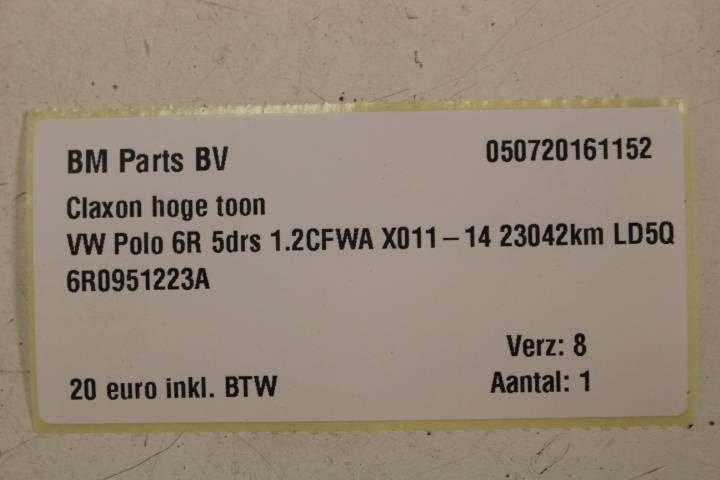 BM Parts BV 050720161152
Claxon hoge toon
VW Polo 6R 5drs 1.2CFWA X011-14 23042km LD5Q
6R0951223A
Verz: 8
20 euro inkl. BTW Aantal: 1